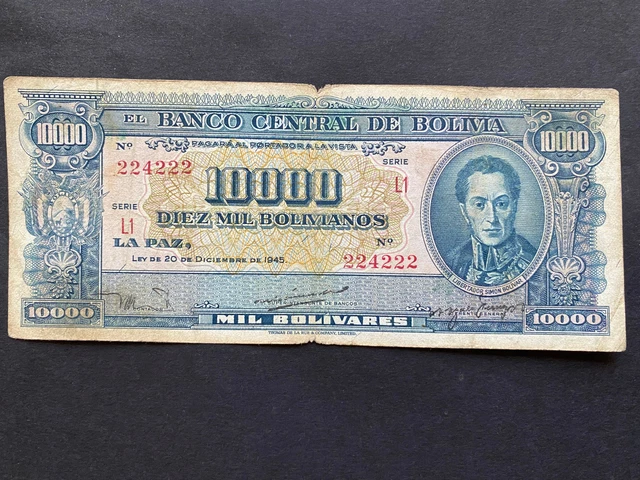 EL BANCO CENTRAL DE BOLIVIA
10000
10000
PAGARÁ AL PORTADOR A LA VISTA
Nº 224222
SERIE L1
10000
SERIE L1
DIEZ MIL BOLIVIANOS
LA PAZ,
Nº 224222
LEY DE 20 DE DICIEMBRE DE 1945.
LIBERTADOR SIMON BOLIVAR
10000
MIL BOLÍVARES
10000
THOMAS DE LA RUE & COMPANY, LIMITED.